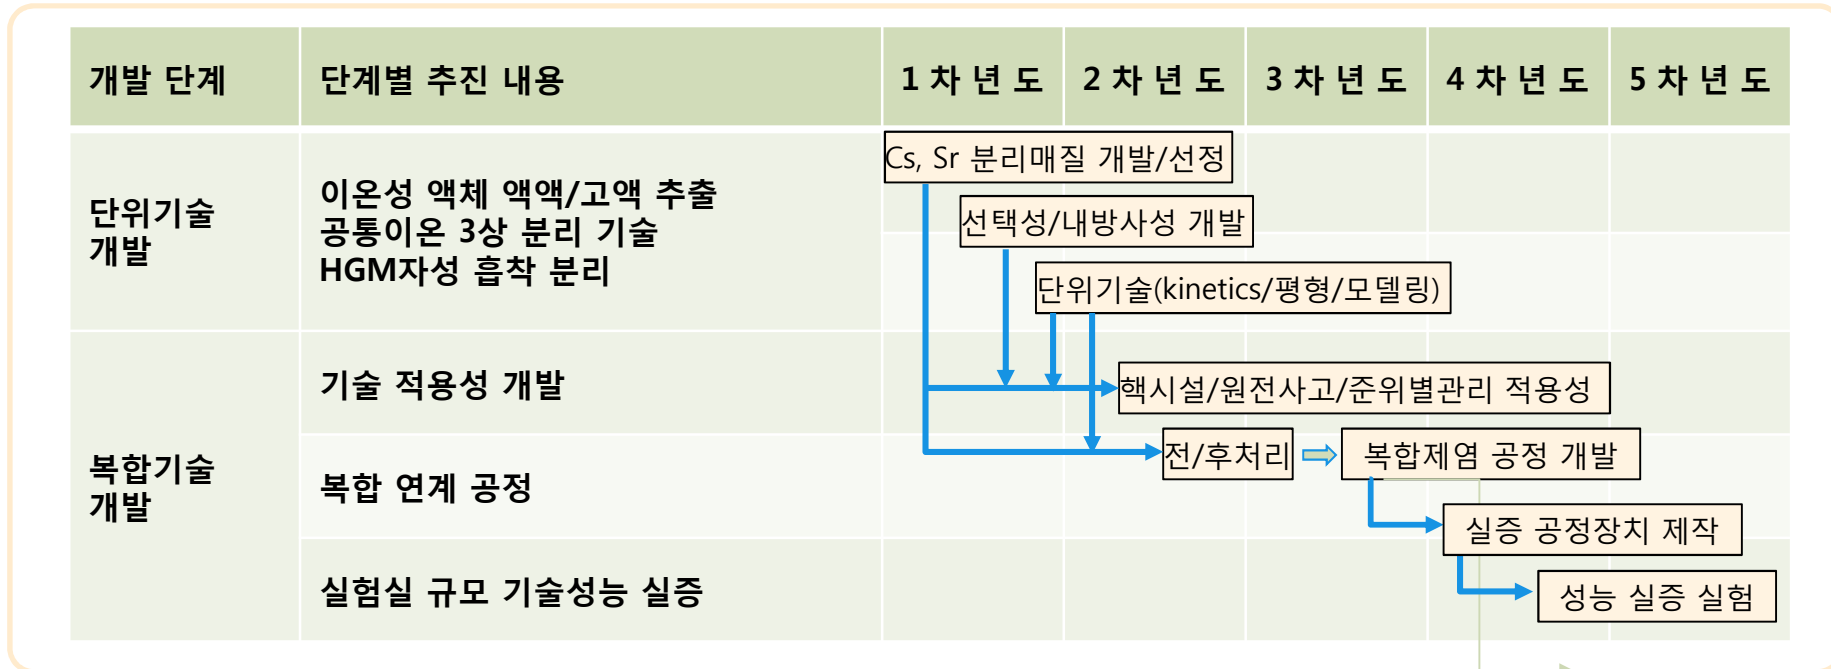 개발 단계
단계별 추진 내용
1 차 년 도
2 차 년 도
3 차 년 도
4 차 년 도
5 차 년 도
단위기술
개발
이온성 액체 액액/고액 추출
공통이온 3상 분리 기술
HGM자성 흡착 분리
Cs, Sr 분리매질 개발/선정
선택성/내방사성 개발
단위기술(kinetics/평형/모델링)
복합기술
개발
기술 적용성 개발
핵시설/원전사고/준위별관리 적용성
복합 연계 공정
전/후처리
복합제염 공정 개발
실증 공정장치 제작
실험실 규모 기술성능 실증
성능 실증 실험